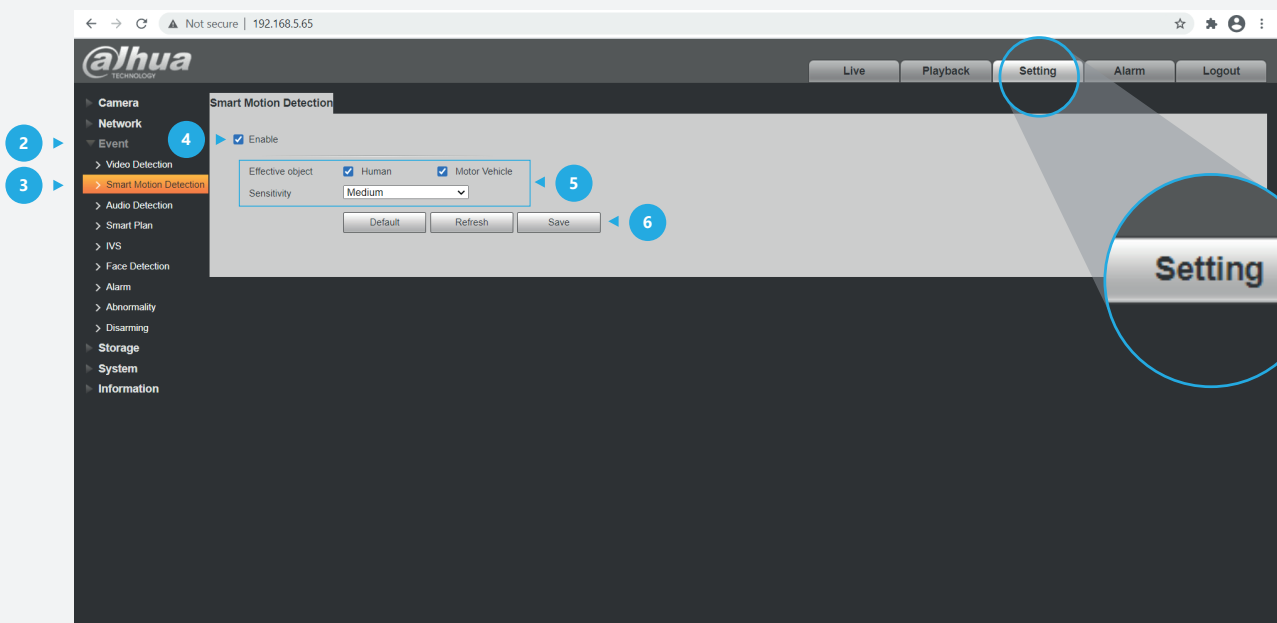 Not secure | 192.168.5.65
alhua
TECHNOLOGY
Live Playback Setting Alarm Logout
Camera
Network
2 Event
Video Detection
3 Smart Motion Detection
Audio Detection
Smart Plan
IVS
Face Detection
Alarm
Abnormality
Disarming
Storage
System
Information
Smart Motion Detection
4 Enable
Effective object Human Motor Vehicle
Sensitivity Medium
5
Default Refresh Save 6
Setting